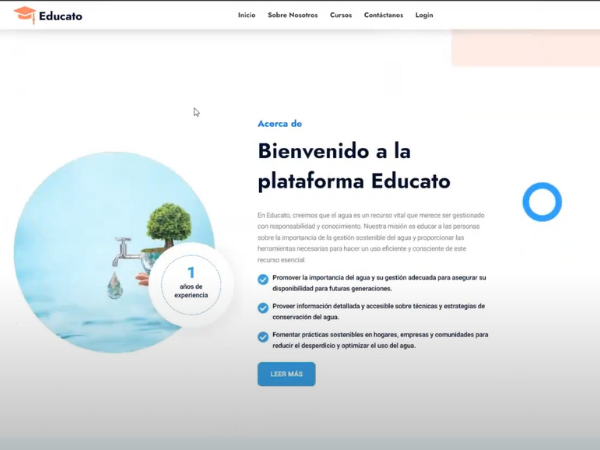 Educato
Inicio Sobre Nosotros Cursos Contáctanos Login
Acerca de
Bienvenido a la
plataforma Educato
En Educato, creemos que el agua es un recurso vital que merece ser gestionado
con responsabilidad y conocimiento. Nuestra misión es educar a las personas
sobre la importancia de la gestión sostenible del agua y proporcionar las
herramientas necesarias para hacer un uso eficiente y consciente de este
recurso esencial.
Promover la importancia del agua y su gestión adecuada para asegurar su
disponibilidad para futuras generaciones.
Proveer información detallada y accesible sobre técnicas y estrategias de
conservación del agua.
Fomentar prácticas sostenibles en hogares, empresas y comunidades para
reducir el desperdicio y optimizar el uso del agua.
LEER MÁS
1
años de
experiencia